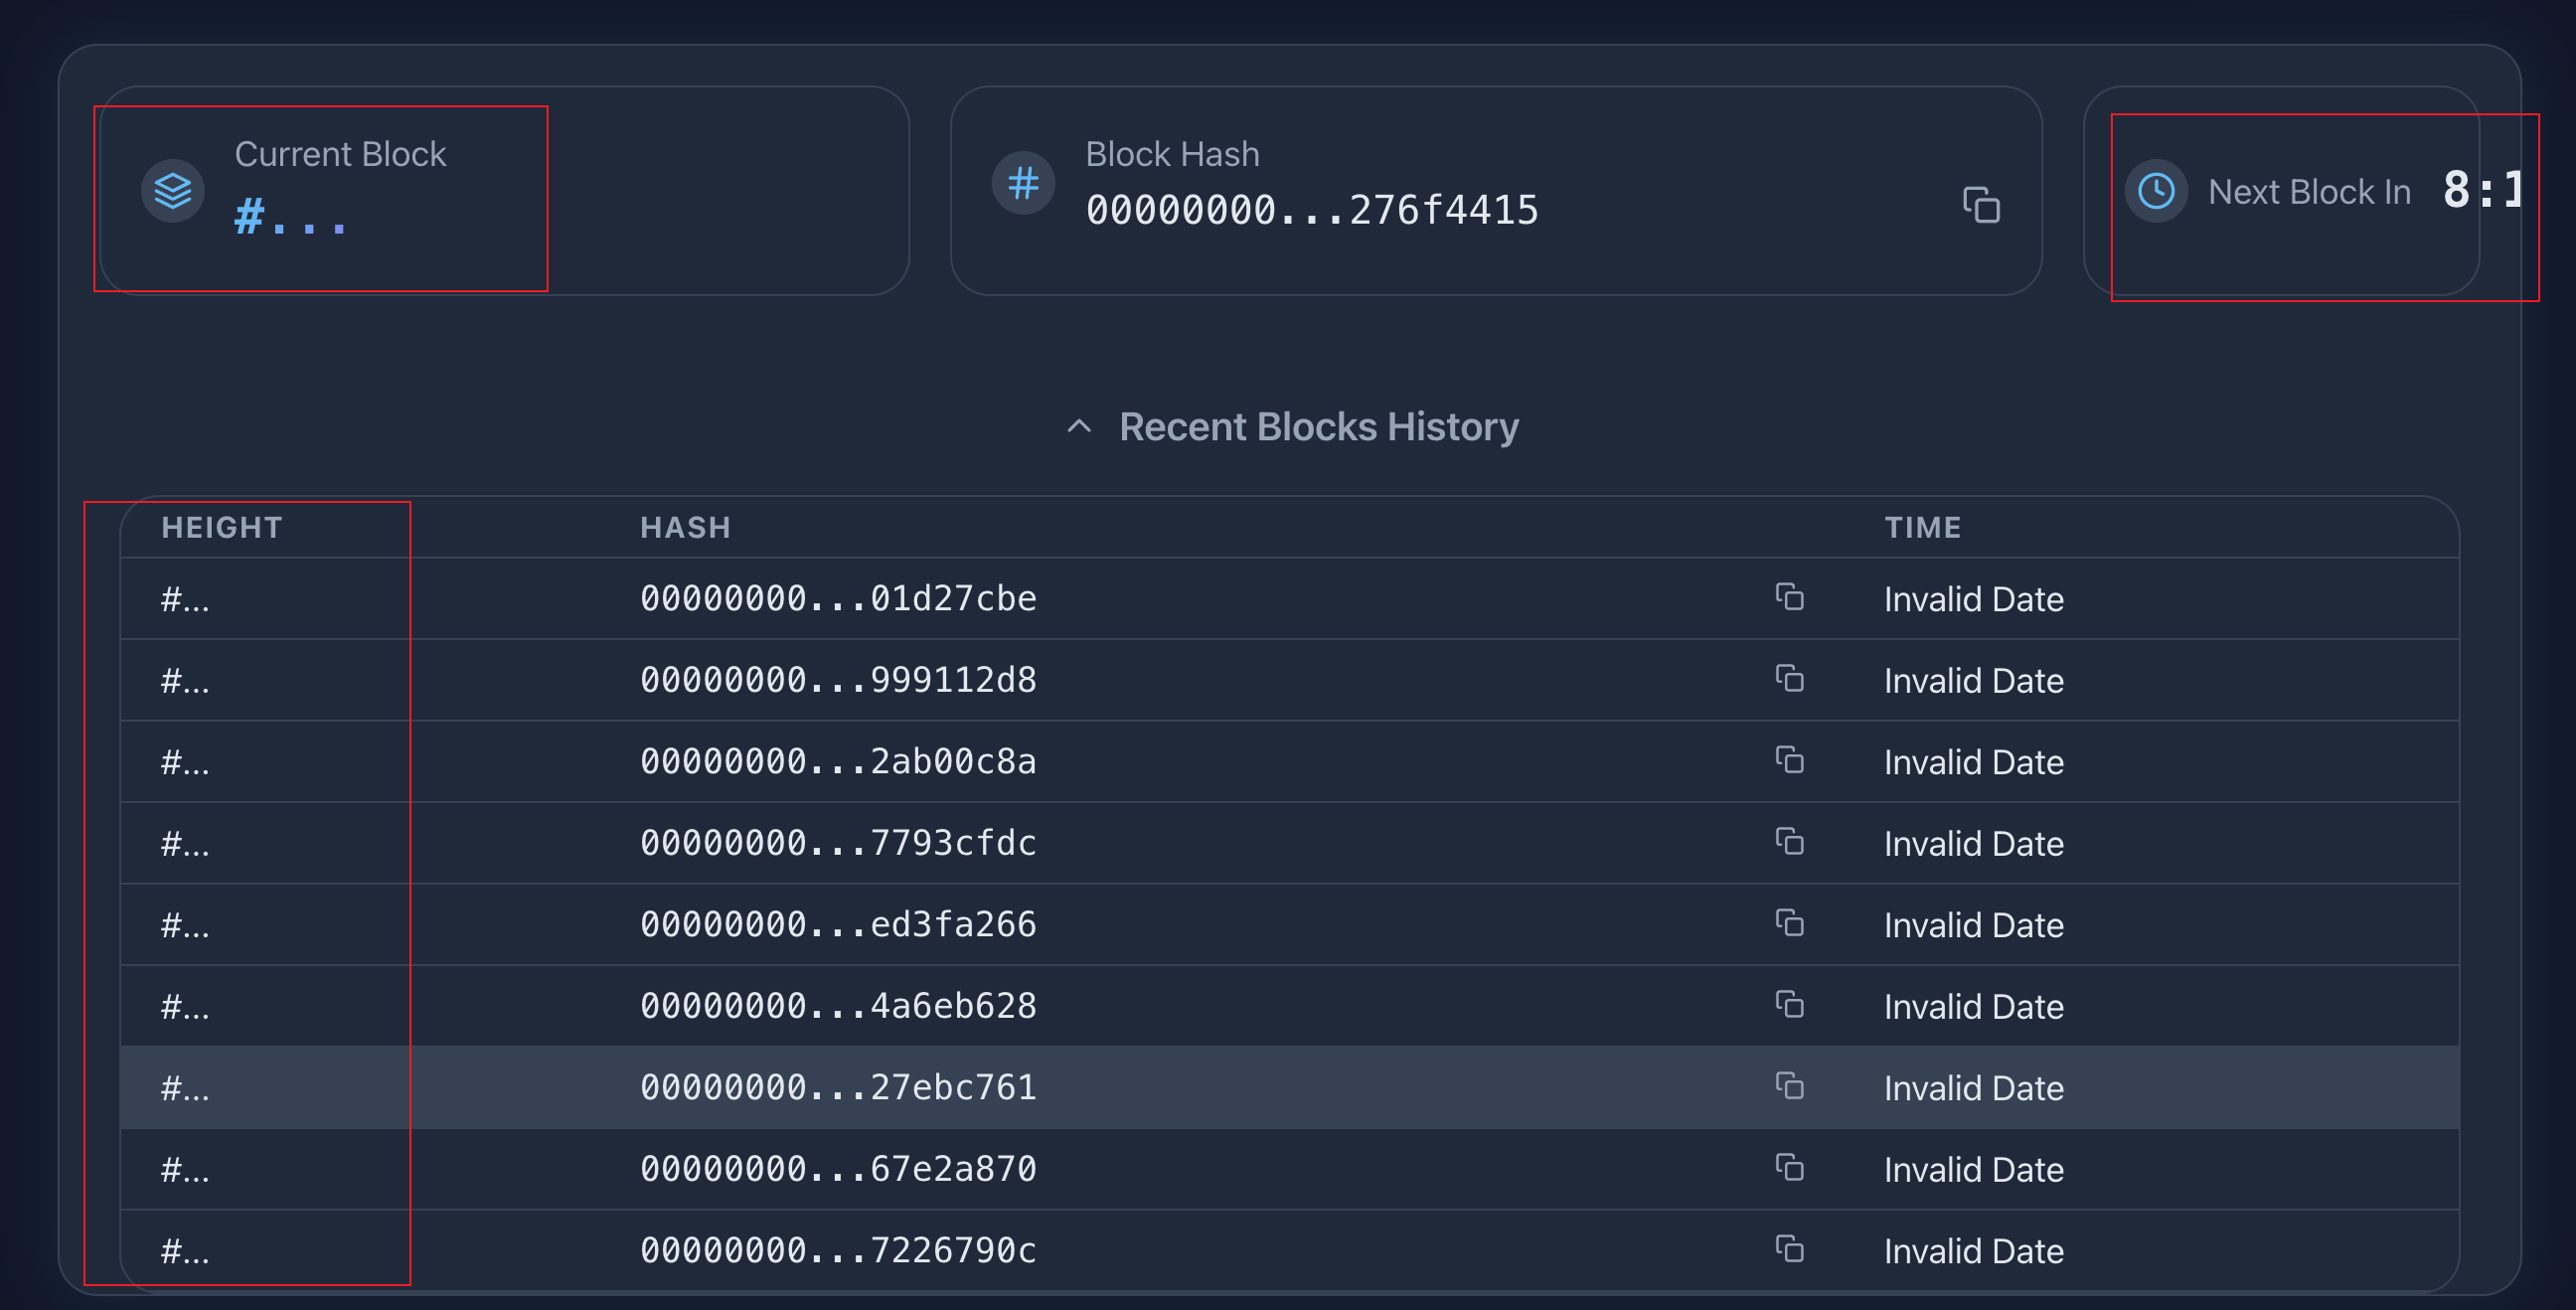 Current Block
#...
Block Hash
00000000...276f4415
Next Block In 8:1
Recent Blocks History
HEIGHT HASH TIME
#... 00000000...01d27cbe Invalid Date
#... 00000000...999112d8 Invalid Date
#... 00000000...2ab00c8a Invalid Date
#... 00000000...7793cfdc Invalid Date
#... 00000000...ed3fa266 Invalid Date
#... 00000000...4a6eb628 Invalid Date
#... 00000000...27ebc761 Invalid Date
#... 00000000...67e2a870 Invalid Date
#... 00000000...7226790c Invalid Date